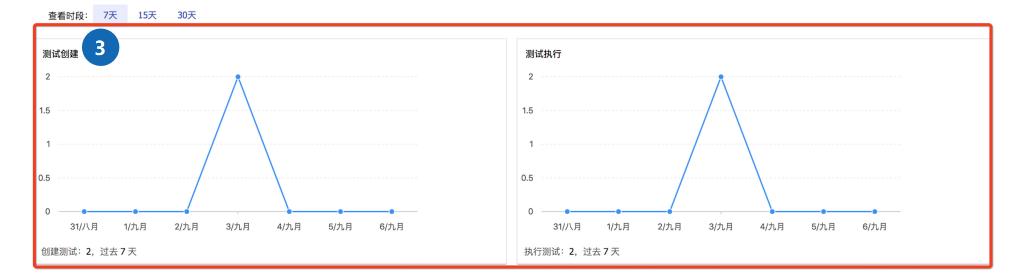 查看时段： 7天 15天 30天
3
测试创建
2
1.5
1
0.5
0
31//八月 1/九月 2/九月 3/九月 4/九月 5/九月 6/九月
创建测试：2，过去 7 天
测试执行
2
1.5
1
0.5
0
31//八月 1/九月 2/九月 3/九月 4/九月 5/九月 6/九月
执行测试：2，过去 7 天